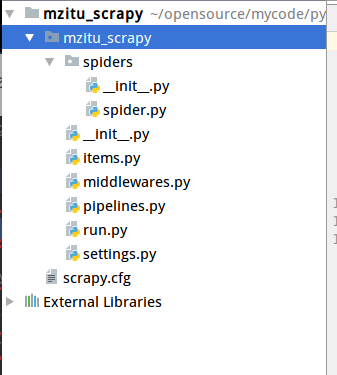 mzitu_scrapy ~/opensource/mycode/py
mzitu_scrapy
spiders
__init__.py
spider.py
__init__.py
items.py
middlewares.py
pipelines.py
run.py
settings.py
scrapy.cfg
External Libraries